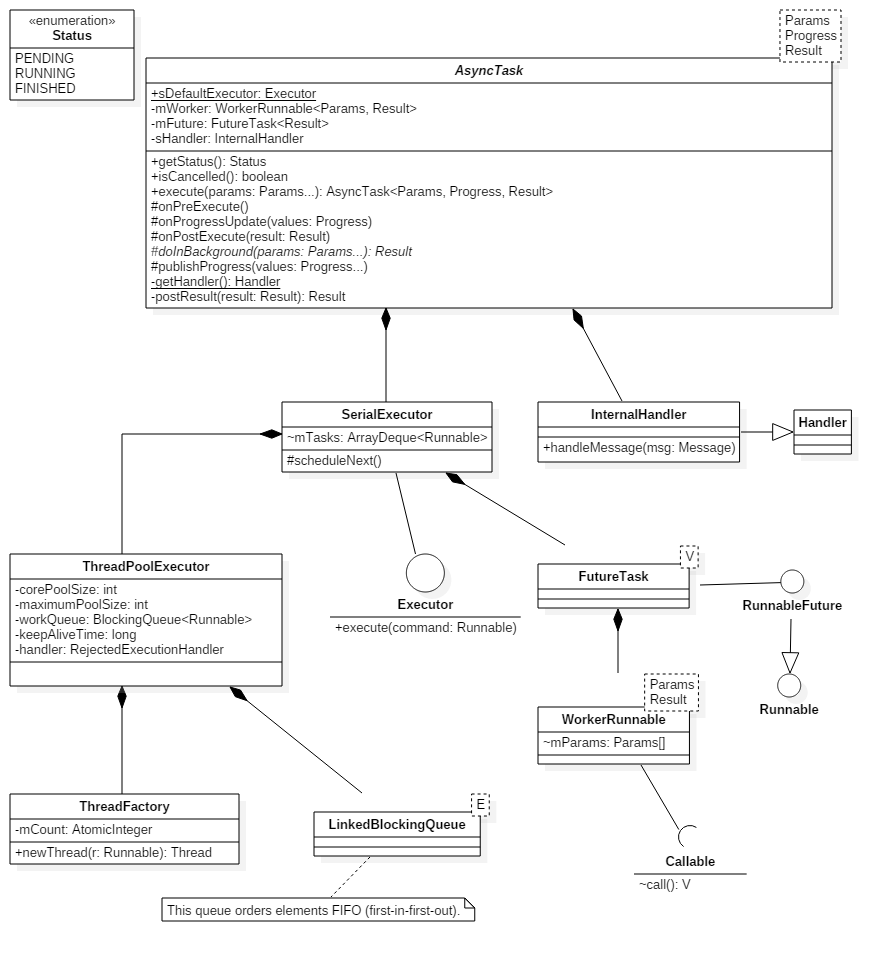 «enumeration»
Status
PENDING
RUNNING
FINISHED
Params
Progress
Result
AsyncTask
+sDefaultExecutor: Executor
-mWorker: WorkerRunnable<Params, Result>
-mFuture: FutureTask<Result>
-sHandler: InternalHandler
+getStatus(): Status
+isCancelled(): boolean
+execute(params: Params...): AsyncTask<Params, Progress, Result>
#onPreExecute()
#onProgressUpdate(values: Progress)
#onPostExecute(result: Result)
#doInBackground(params: Params...): Result
#publishProgress(values: Progress...)
-getHandler(): Handler
-postResult(result: Result): Result
SerialExecutor
~mTasks: ArrayDeque<Runnable>
#scheduleNext()
InternalHandler
+handleMessage(msg: Message)
Handler
ThreadPoolExecutor
-corePoolSize: int
-maximumPoolSize: int
-workQueue: BlockingQueue<Runnable>
-keepAliveTime: long
-handler: RejectedExecutionHandler
Executor
+execute(command: Runnable)
V
FutureTask
RunnableFuture
Runnable
Params
Result
WorkerRunnable
~mParams: Params[]
ThreadFactory
-mCount: AtomicInteger
+newThread(r: Runnable): Thread
E
LinkedBlockingQueue
Callable
~call(): V
This queue orders elements FIFO (first-in-first-out).